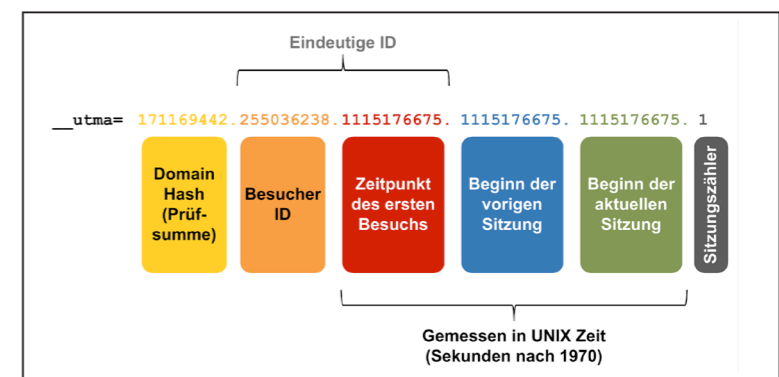 Eindeutige ID
__utma= 171169442.255036238.1115176675. 1115176675. 1115176675. 1
Domain
Hash
(Prüf-
summe)
Besucher
ID
Zeitpunkt
des ersten
Besuchs
Beginn der
vorigen
Sitzung
Beginn der
aktuellen
Sitzung
Sitzungszähler
Gemessen in UNIX Zeit
(Sekunden nach 1970)